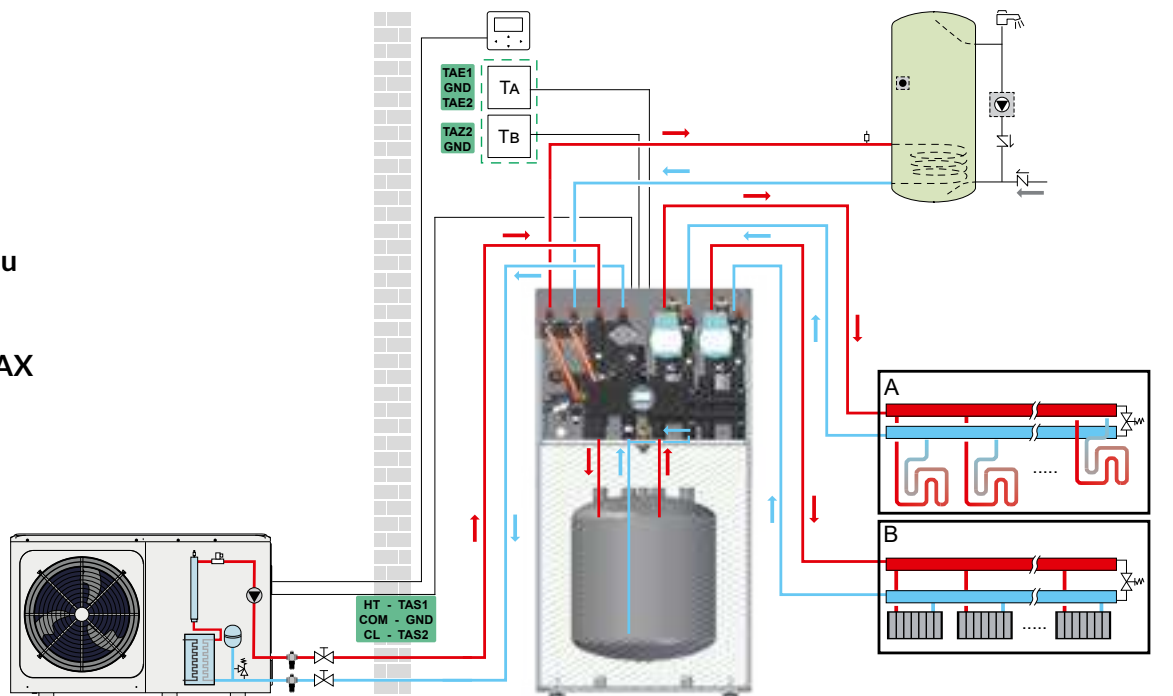 TAE1
GND
TAE2
TA
TAZ2
GND
TB
u
AX
A
.....
B
.....
HT - TAS1
COM - GND
CL - TAS2